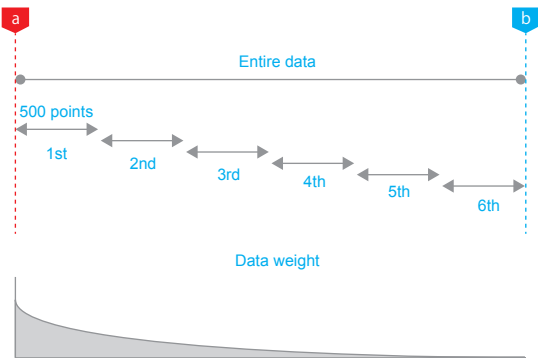 a
b
Entire data
500 points
1st
2nd
3rd
4th
5th
6th
Data weight